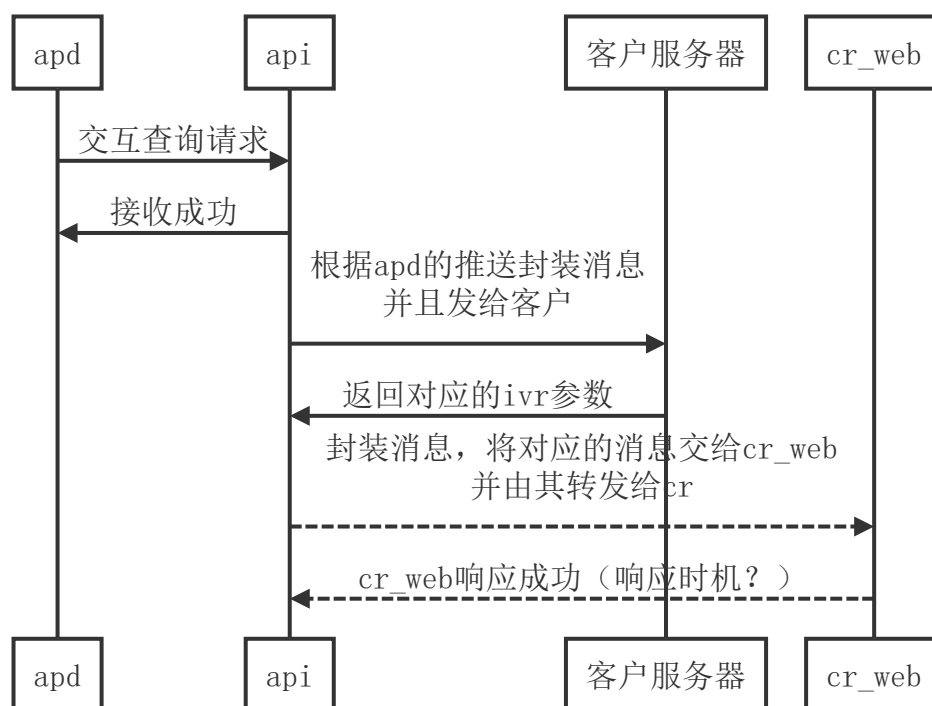 apd
api
客户服务器
cr_web
交互查询请求
接收成功
根据apd的推送封装消息
并且发给客户
返回对应的ivr参数
封装消息，将对应的消息交给cr_web
并由其转发给cr
cr_web响应成功（响应时机？）
apd
api
客户服务器
cr_web